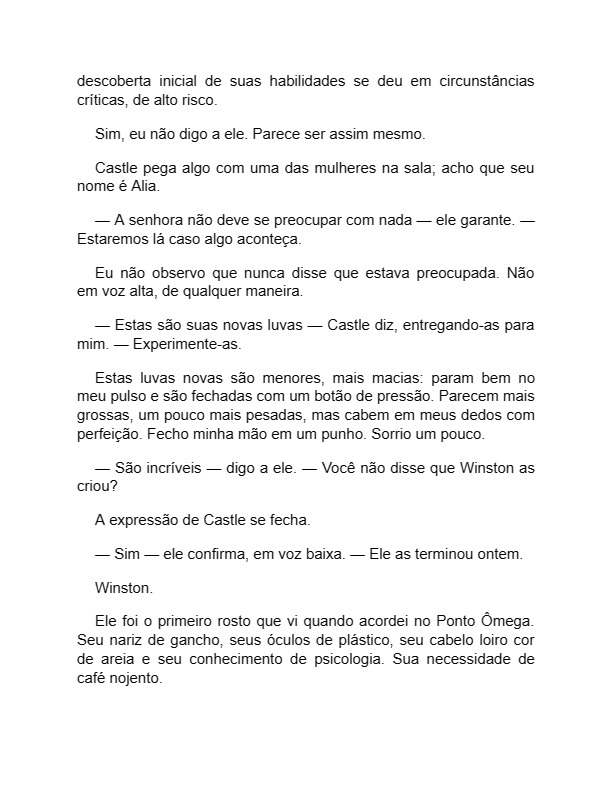 descoberta inicial de suas habilidades se deu em circunstâncias
críticas, de alto risco.
Sim, eu não digo a ele. Parece ser assim mesmo.
Castle pega algo com uma das mulheres na sala; acho que seu
nome é Alia.
— A senhora não deve se preocupar com nada — ele garante. —
Estaremos lá caso algo aconteça.
Eu não observo que nunca disse que estava preocupada. Não
em voz alta, de qualquer maneira.
— Estas são suas novas luvas — Castle diz, entregando-as para
mim. — Experimente-as.
Estas luvas novas são menores, mais macias: param bem no
meu pulso e são fechadas com um botão de pressão. Parecem mais
grossas, um pouco mais pesadas, mas cabem em meus dedos com
perfeição. Fecho minha mão em um punho. Sorrio um pouco.
— São incríveis — digo a ele. — Você não disse que Winston as
criou?
A expressão de Castle se fecha.
— Sim — ele confirma, em voz baixa. — Ele as terminou ontem.
Winston.
Ele foi o primeiro rosto que vi quando acordei no Ponto Ômega.
Seu nariz de gancho, seus óculos de plástico, seu cabelo loiro cor
de areia e seu conhecimento de psicologia. Sua necessidade de
café nojento.